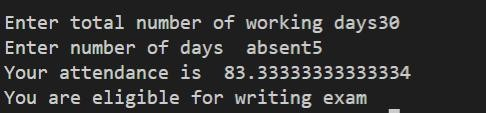 Enter total number of working days30
Enter number of days  absent5
Your attendance is  83.33333333333334
You are eligible for writing exam